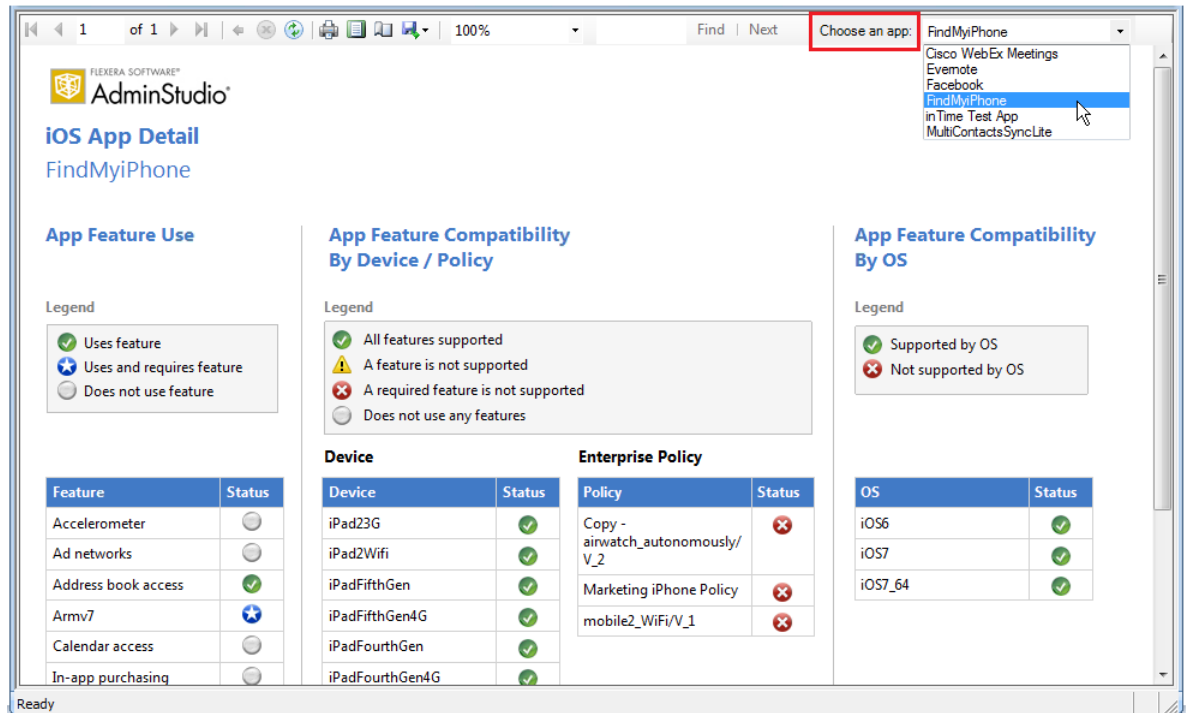 1 of 1 100% Find | Next Choose an app: FindMyiPhone
Cisco WebEx Meetings
Evernote
Facebook
FindMyiPhone
inTime Test App
MultiContactsSyncLite
FLEXERA SOFTWARE®
AdminStudio®
iOS App Detail
FindMyiPhone
App Feature Use
Legend
Uses feature
Uses and requires feature
Does not use feature
Feature Status
Accelerometer
Ad networks
Address book access
Armv7
Calendar access
In-app purchasing
App Feature Compatibility
By Device / Policy
Legend
All features supported
A feature is not supported
A required feature is not supported
Does not use any features
Device
Device Status
iPad23G
iPad2Wifi
iPadFifthGen
iPadFifthGen4G
iPadFourthGen
iPadFourthGen4G
Enterprise Policy
Policy Status
Copy -
airwatch_autonomously/
V_2
Marketing iPhone Policy
mobile2_WiFi/V_1
App Feature Compatibility
By OS
Legend
Supported by OS
Not supported by OS
OS Status
iOS6
iOS7
iOS7_64
Ready